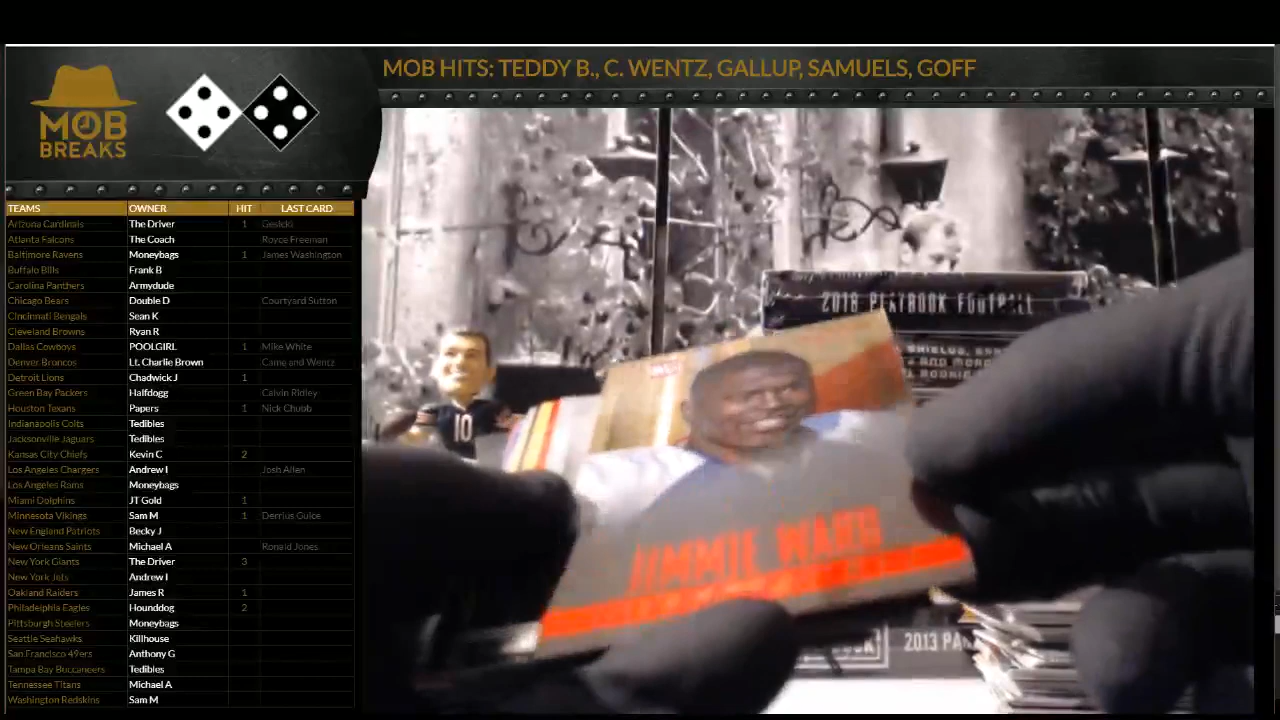 MOB HITS: TEDDY B., C. WENTZ, GALLUP, SAMUELS, GOFF
MOB
BREAKS
TEAMS OWNER HIT LAST CARD
Arizona Cardinals The Driver 1 Gesicki
Atlanta Falcons The Coach Royce Freeman
Baltimore Ravens Moneybags 1 James Washington
Buffalo Bills Frank B
Carolina Panthers Armydude
Chicago Bears Double D Courtyard Sutton
Cincinnati Bengals Sean K
Cleveland Browns Ryan R
Dallas Cowboys POOLGIRL 1 Mike White
Denver Broncos Lt. Charlie Brown Came and Wentz
Detroit Lions Chadwick J 1
Green Bay Packers Halfdogg Calvin Ridley
Houston Texans Papers 1 Nick Chubb
Indianapolis Colts Tedibles
Jacksonville Jaguars Tedibles
Kansas City Chiefs Kevin C 2
Los Angeles Chargers Andrew I Josh Allen
Los Angeles Rams Moneybags
Miami Dolphins JT Gold 1
Minnesota Vikings Sam M 1 Derrius Guice
New England Patriots Becky J
New Orleans Saints Michael A Ronald Jones
New York Giants The Driver 3
New York Jets Andrew I
Oakland Raiders James R 1
Philadelphia Eagles Hounddog 2
Pittsburgh Steelers Moneybags
Seattle Seahawks Killhouse
San Francisco 49ers Anthony G
Tampa Bay Buccaneers Tedibles
Tennessee Titans Michael A
Washington Redskins Sam M
2018 PLAYBOOK FOOTBALL
AND MORE
10
JIMMIE WARD
2013